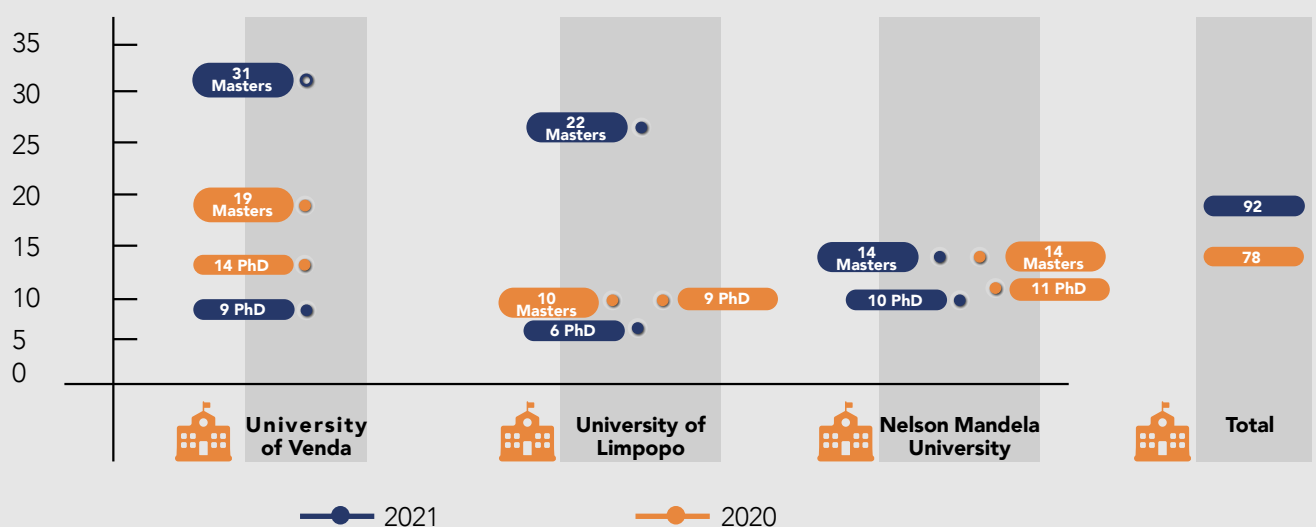 35
30
25
20
15
10
5
0
31
Masters
19
Masters
14 PhD
9 PhD
22
Masters
10
Masters
9 PhD
6 PhD
14
Masters
14
Masters
10 PhD
11 PhD
92
78
University
of Venda
University of
Limpopo
Nelson Mandela
University
Total
2021
2020